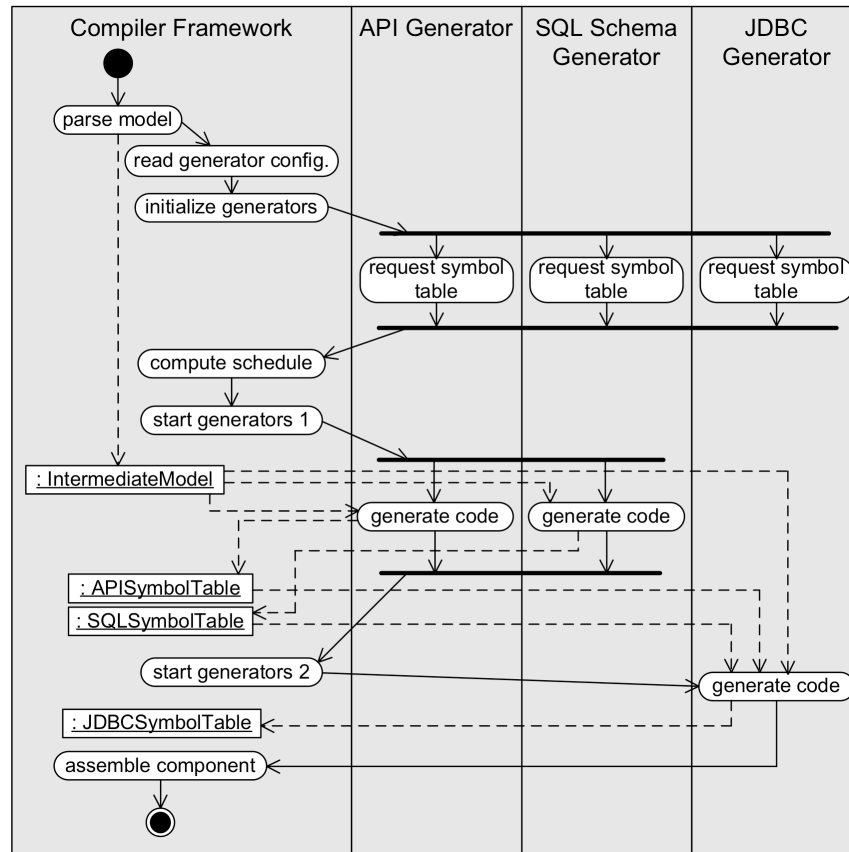 Compiler Framework
API Generator
SQL Schema
Generator
JDBC
Generator
parse model
read generator config.
initialize generators
request symbol
table
request symbol
table
request symbol
table
compute schedule
start generators 1
: IntermediateModel
generate code
generate code
: APISymbolTable
: SQLSymbolTable
start generators 2
generate code
: JDBCSymbolTable
assemble component